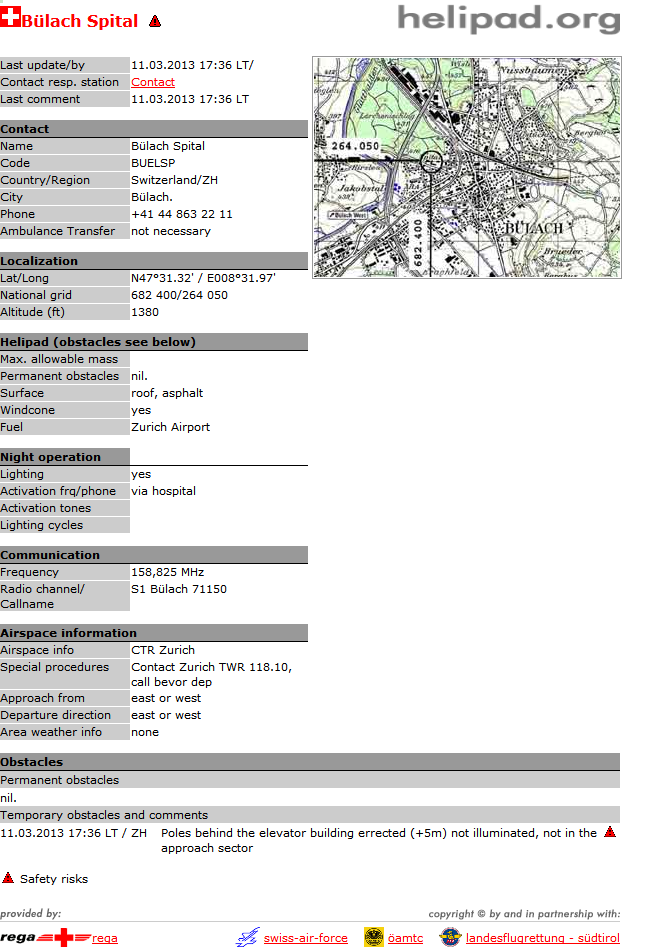 Bülach Spital
helipad.org
Last update/by 11.03.2013 17:36 LT/
Contact resp. station Contact
Last comment 11.03.2013 17:36 LT
Contact
Name Bülach Spital
Code BUELSP
Country/Region Switzerland/ZH
City Bülach.
Phone +41 44 863 22 11
Ambulance Transfer not necessary
Localization
Lat/Long N47°31.32' / E008°31.97'
National grid 682 400/264 050
Altitude (ft) 1380
Helipad (obstacles see below)
Max. allowable mass
Permanent obstacles nil.
Surface roof, asphalt
Windcone yes
Fuel Zurich Airport
Night operation
Lighting yes
Activation frq/phone via hospital
Activation tones
Lighting cycles
Communication
Frequency 158,825 MHz
Radio channel/ S1 Bülach 71150
Callname
Airspace information
Airspace info CTR Zurich
Special procedures Contact Zurich TWR 118.10,
call bevor dep
Approach from east or west
Departure direction east or west
Area weather info none
Nussbaumen
264.050
Jakobstal
Bülach West
BÜLACH
682.400
Brueder
Obstacles
Permanent obstacles
nil.
Temporary obstacles and comments
11.03.2013 17:36 LT / ZH Poles behind the elevator building errected (+5m) not illuminated, not in the
approach sector
Safety risks
provided by: copyright © by and in partnership with:
rega rega swiss-air-force öamtc landesflugrettung - südtirol